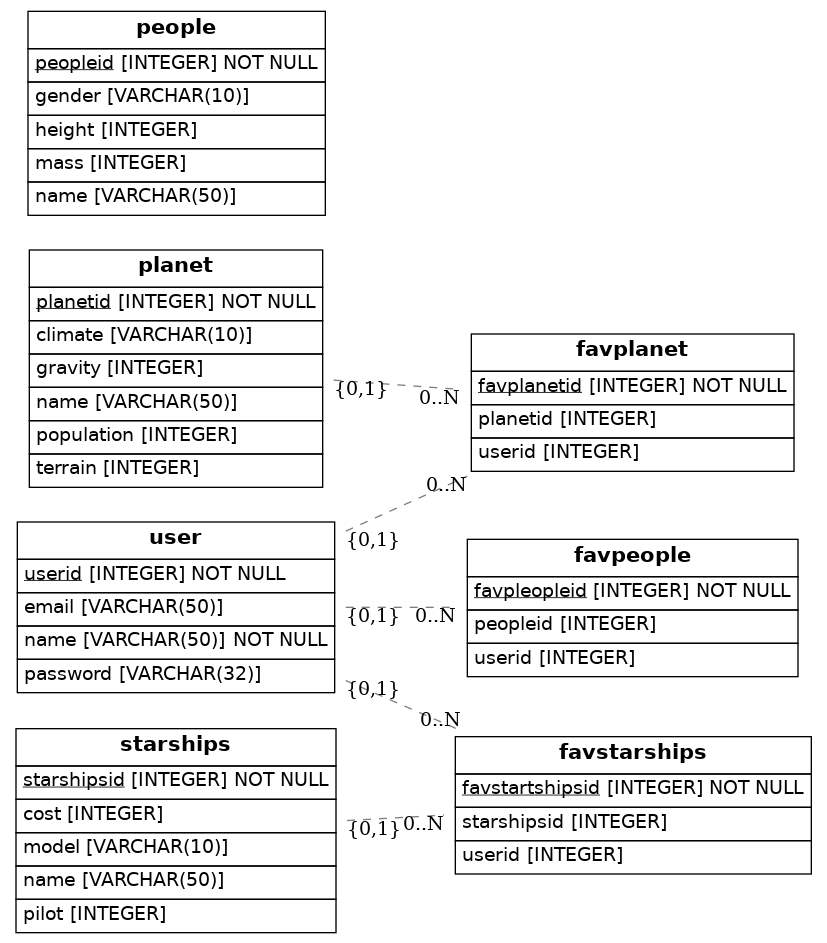 people
peopleid [INTEGER] NOT NULL
gender [VARCHAR(10)]
height [INTEGER]
mass [INTEGER]
name [VARCHAR(50)]
planet
planetid [INTEGER] NOT NULL
climate [VARCHAR(10)]
gravity [INTEGER]
name [VARCHAR(50)]
population [INTEGER]
terrain [INTEGER]
favplanet
favplanetid [INTEGER] NOT NULL
planetid [INTEGER]
userid [INTEGER]
{0,1}
0..N
0..N
{0,1}
user
userid [INTEGER] NOT NULL
email [VARCHAR(50)]
name [VARCHAR(50)] NOT NULL
password [VARCHAR(32)]
favpeople
favpleopleid [INTEGER] NOT NULL
peopleid [INTEGER]
userid [INTEGER]
{0,1}
0..N
{0,1}
0..N
starships
starshipsid [INTEGER] NOT NULL
cost [INTEGER]
model [VARCHAR(10)]
name [VARCHAR(50)]
pilot [INTEGER]
favstarships
favstartshipsid [INTEGER] NOT NULL
starshipsid [INTEGER]
userid [INTEGER]
{0,1}
0..N